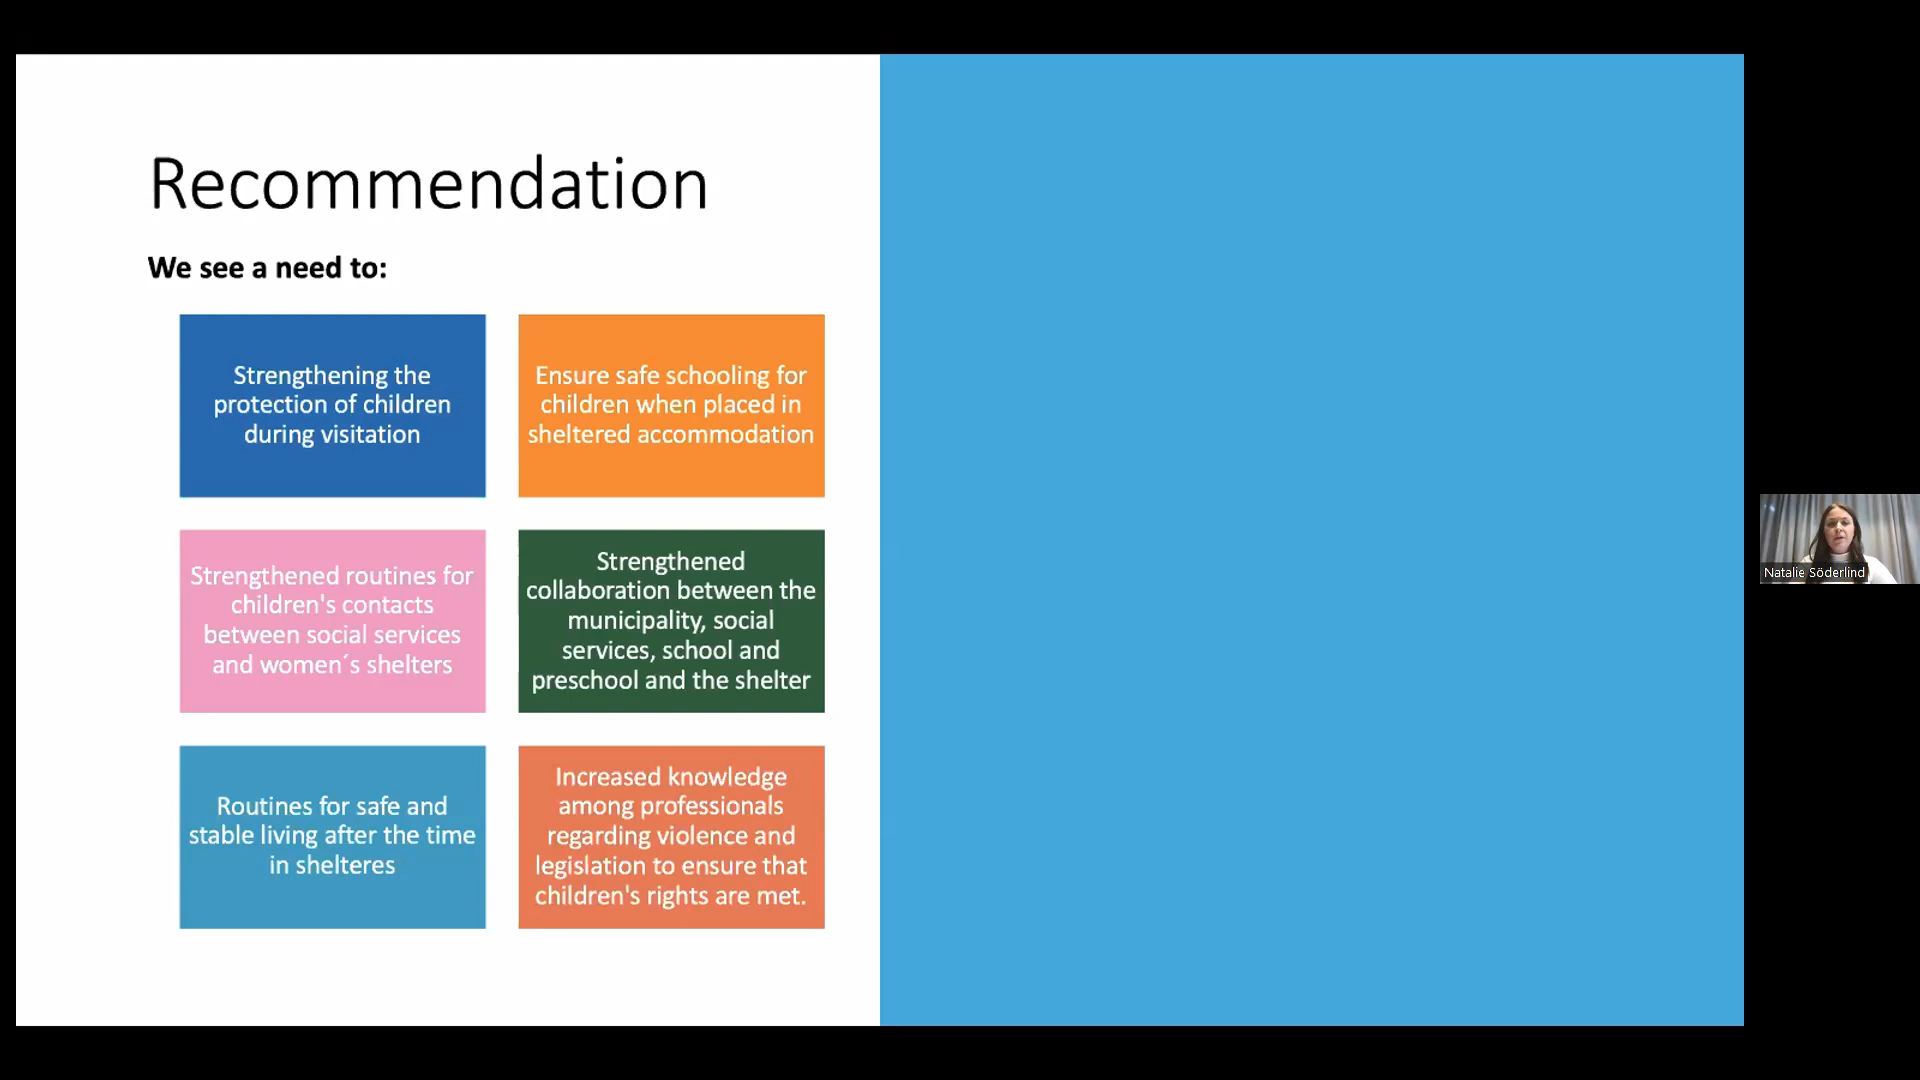 Recommendation
We see a need to:
Strengthening the
protection of children
during visitation
Ensure safe schooling for
children when placed in
sheltered accommodation
Strengthened routines for
children's contacts
between social services
and women´s shelters
Strengthened
collaboration between the
municipality, social
services, school and
preschool and the shelter
Routines for safe and
stable living after the time
in shelteres
Increased knowledge
among professionals
regarding violence and
legislation to ensure that
children's rights are met.
Natalie Söderlind